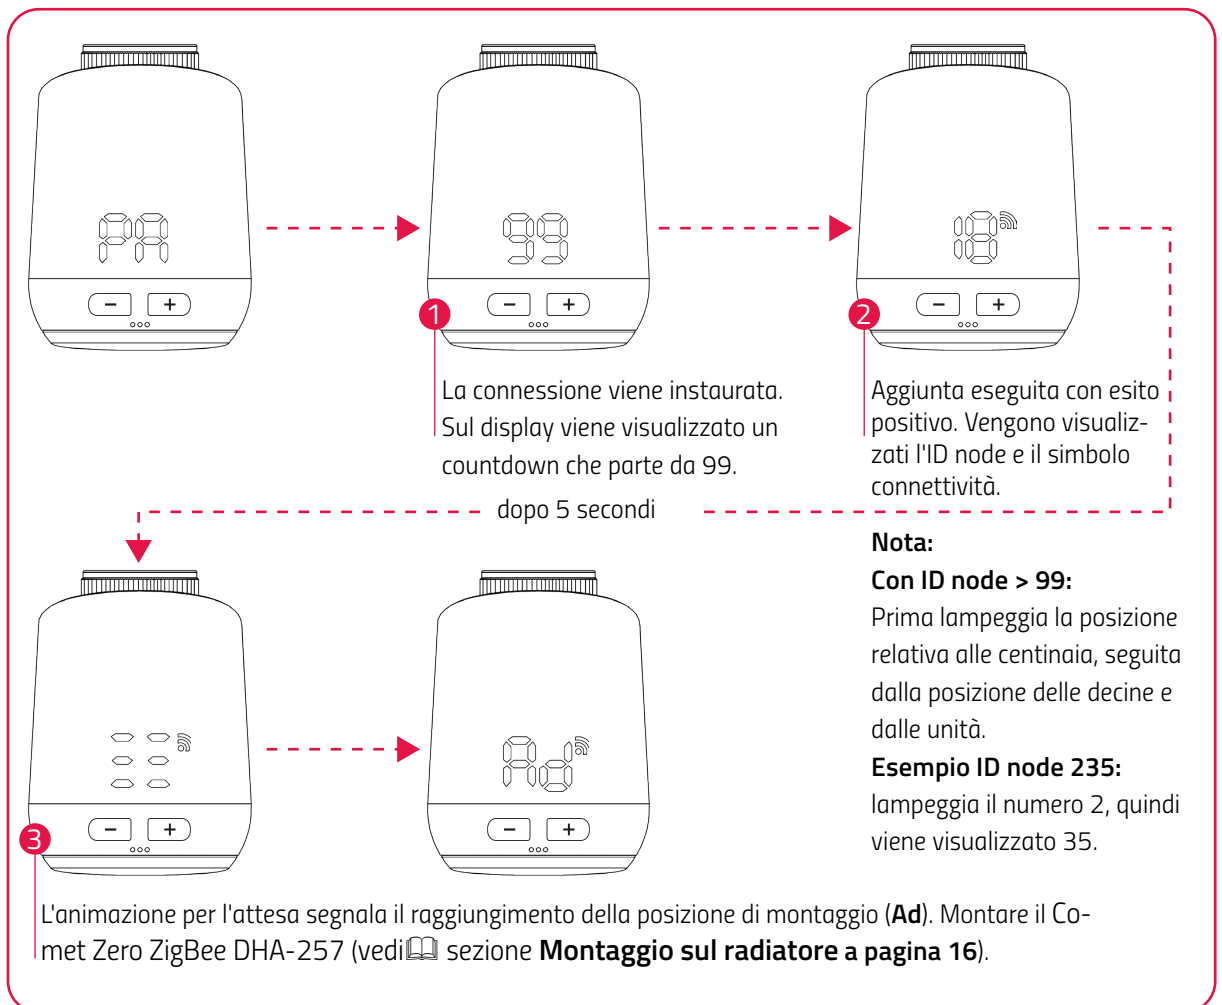 PA
99
18
− +
− +
− +
1
2
La connessione viene instaurata.
Sul display viene visualizzato un
countdown che parte da 99.
Aggiunta eseguita con esito
positivo. Vengono visualiz-
zati l'ID node e il simbolo
connettività.
dopo 5 secondi
Nota:
Con ID node > 99:
Prima lampeggia la posizione
relativa alle centinaia, seguita
dalla posizione delle decine e
dalle unità.
Esempio ID node 235:
lampeggia il numero 2, quindi
viene visualizzato 35.
Ad
− +
− +
3
L'animazione per l'attesa segnala il raggiungimento della posizione di montaggio (Ad). Montare il Co-
met Zero ZigBee DHA-257 (vedi sezione Montaggio sul radiatore a pagina 16).